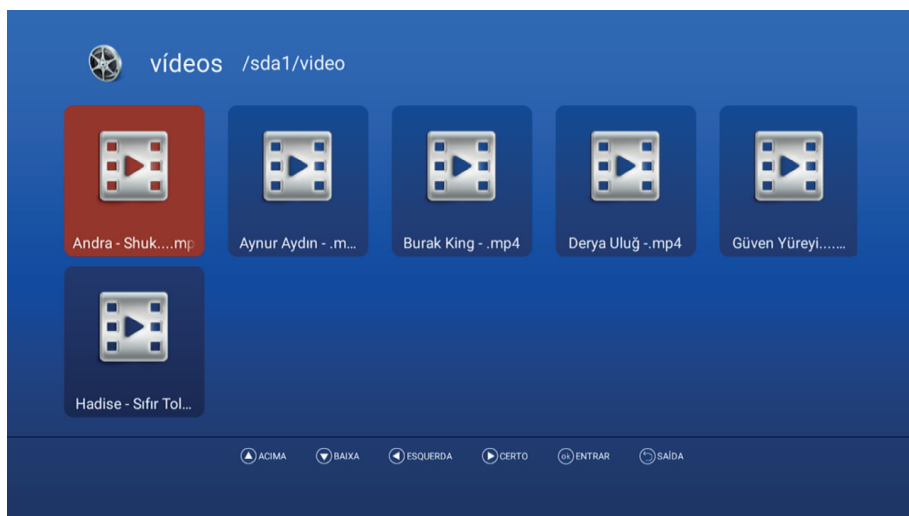 vídeos /sda1/video
Andra - Shuk....mp
Aynur Aydın - .m...
Burak King - .mp4
Derya Uluğ -.mp4
Güven Yüreyi......
Hadise - Sıfır Tol...
ACIMA BAIXA ESQUERDA CERTO ok ENTRAR SAÍDA